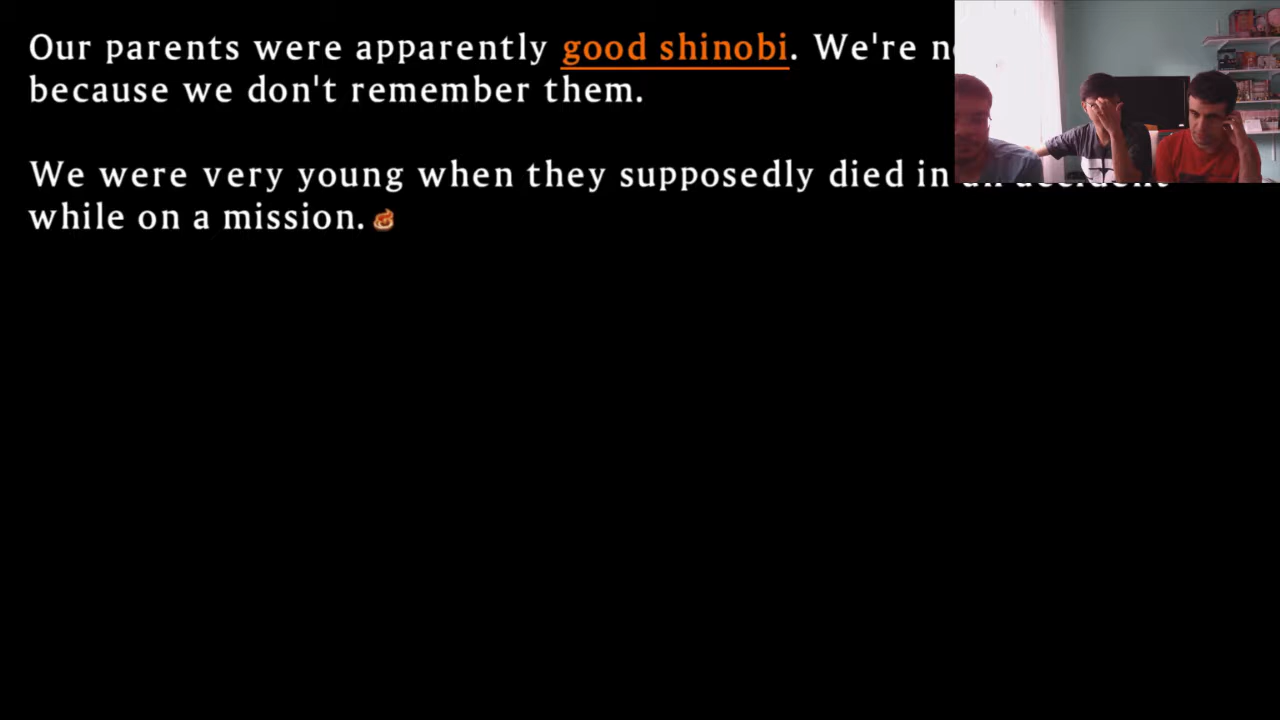 Our parents were apparently good shinobi. We're
because we don't remember them.
We were very young when they supposedly died in
while on a mission.